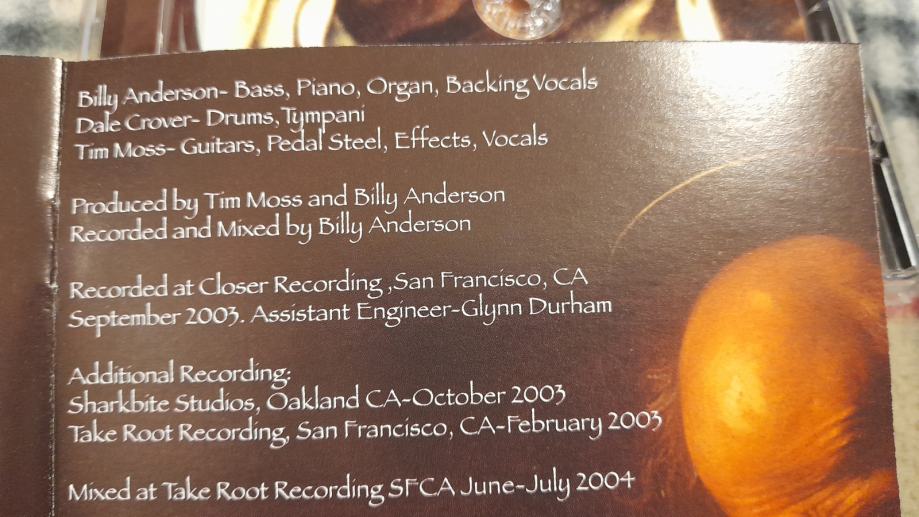 Billy Anderson- Bass, Piano, Organ, Backing Vocals
Dale Crover- Drums,Tympani
Tim Moss- Guitars, Pedal Steel, Effects, Vocals
Produced by Tim Moss and Billy Anderson
Recorded and Mixed by Billy Anderson
Recorded at Closer Recording ,San Francisco, CA
September 2003. Assistant Engineer-Glynn Durham
Additional Recording:
Sharkbite Studios, Oakland CA-October 2003
Take Root Recording, San Francisco, CA-February 2003
Mixed at Take Root Recording SFCA June-July 2004